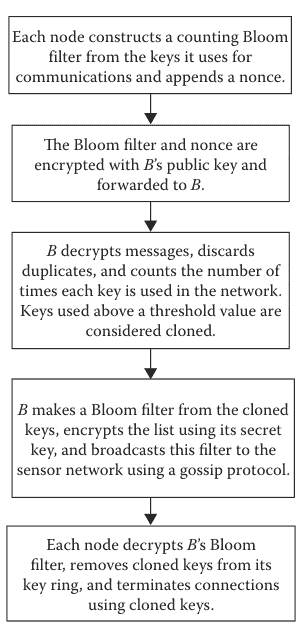 Each node constructs a counting Bloom
filter from the keys it uses for
communications and appends a nonce.
The Bloom filter and nonce are
encrypted with B's public key and
forwarded to B.
B decrypts messages, discards
duplicates, and counts the number of
times each key is used in the network.
Keys used above a threshold value are
considered cloned.
B makes a Bloom filter from the cloned
keys, encrypts the list using its secret
key, and broadcasts this filter to the
sensor network using a gossip protocol.
Each node decrypts B's Bloom
filter, removes cloned keys from its
key ring, and terminates connections
using cloned keys.